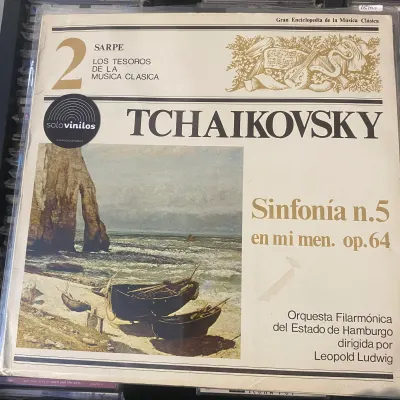 Gran Enciclopedia de la Música Clásica
2
SARPE
LOS TESOROS
DE LA
MUSICA CLASICA
solovinilos
TCHAIKOVSKY
Sinfonía n.5
en mi men. op.64
Orquesta Filarmónica
del Estado de Hamburgo
dirigida por
Leopold Ludwig